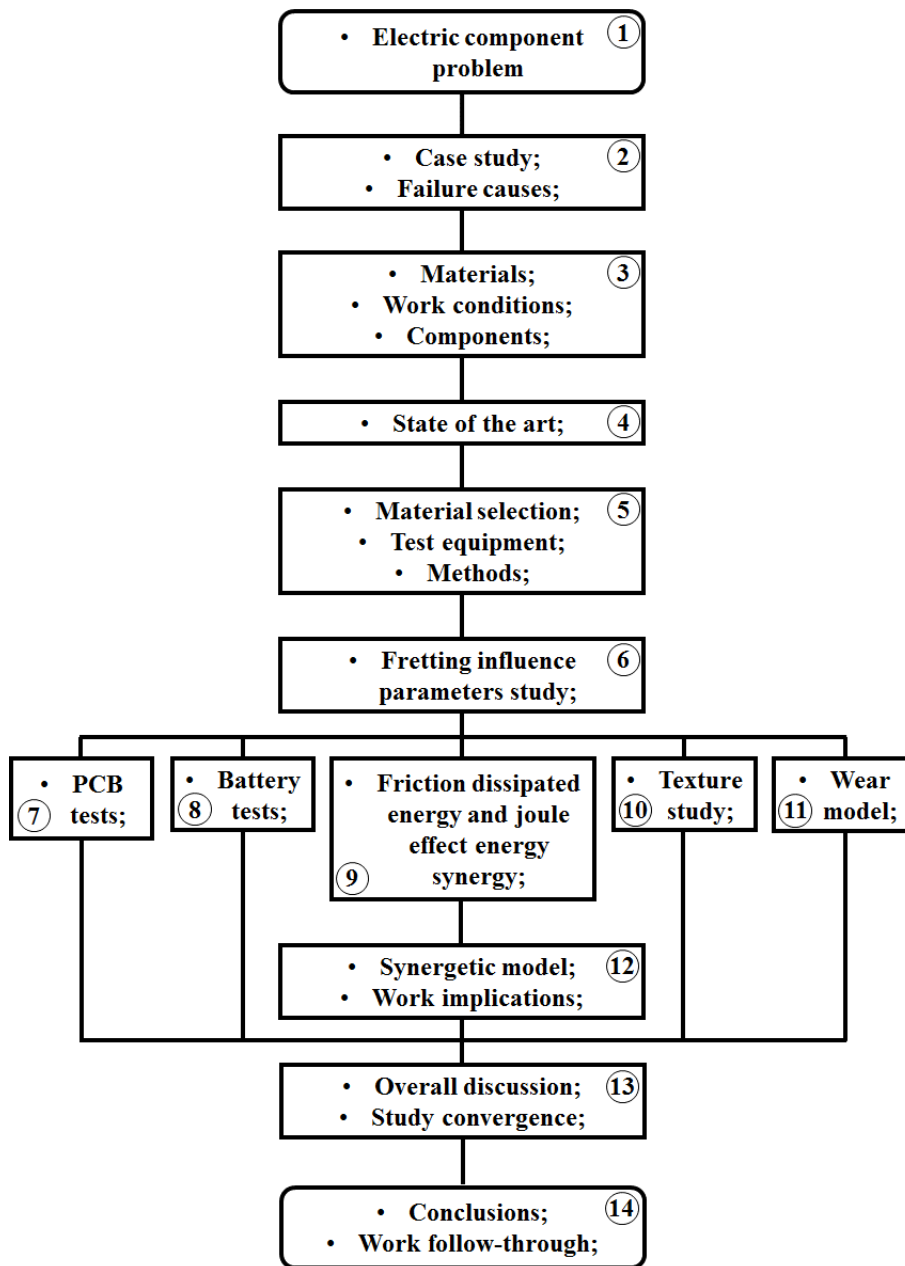 • Electric component 1
problem
• Case study; 2
• Failure causes;
• Materials; 3
• Work conditions;
• Components;
• State of the art; 4
• Material selection; 5
• Test equipment;
• Methods;
• Fretting influence 6
parameters study;
• PCB
7 tests;
• Battery
8 tests;
• Friction dissipated
energy and joule
effect energy
9 synergy;
• Texture
10 study;
• Wear
11 model;
• Synergetic model; 12
• Work implications;
• Overall discussion; 13
• Study convergence;
• Conclusions; 14
• Work follow-through;